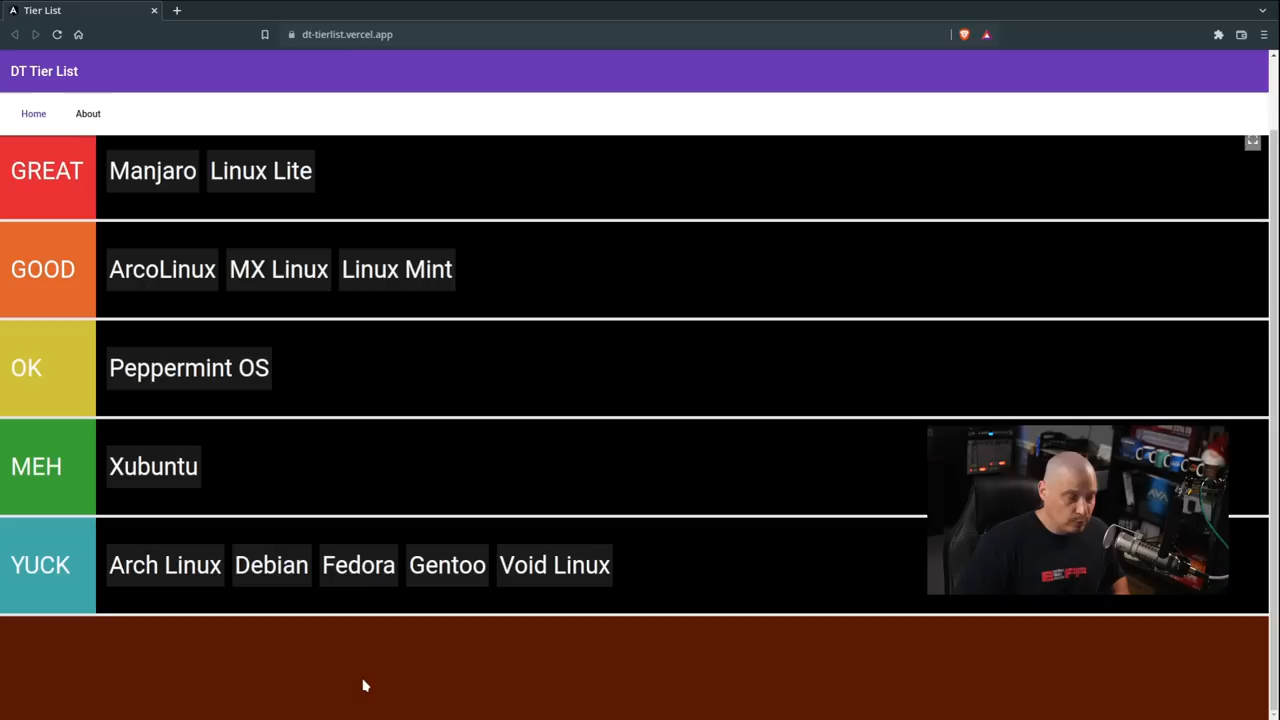 Tier List
dt-tierlist.vercel.app
DT Tier List
Home About
GREAT Manjaro Linux Lite
GOOD ArcoLinux MX Linux Linux Mint
OK Peppermint OS
MEH Xubuntu
YUCK Arch Linux Debian Fedora Gentoo Void Linux
AVA